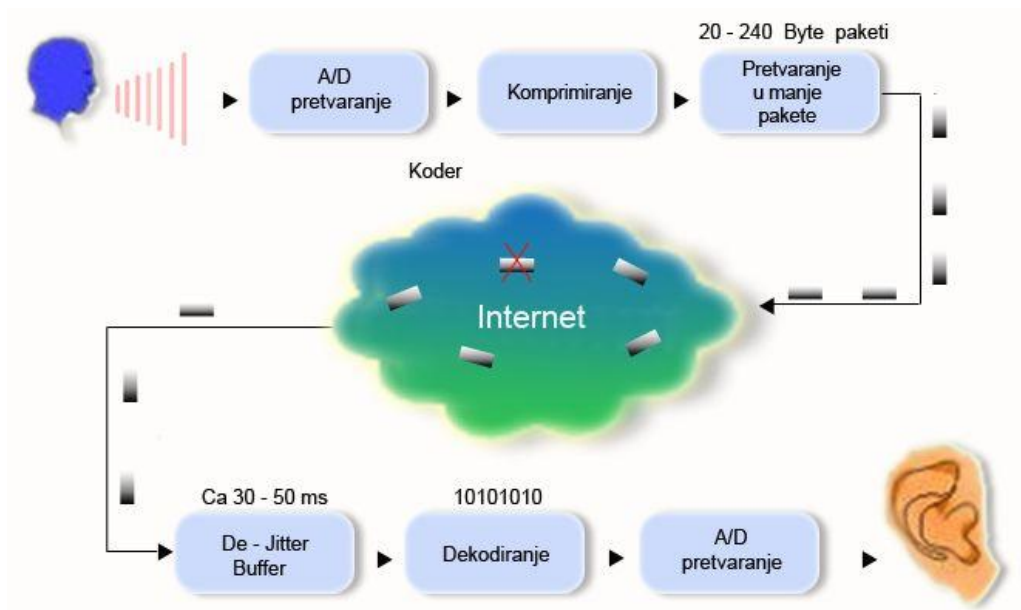 20 - 240 Byte paketi
A/D
pretvaranje
Komprimiranje
Pretvaranje
u manje
pakete
Koder
Internet
Ca 30 - 50 ms
De - Jitter
Buffer
10101010
Dekodiranje
A/D
pretvaranje